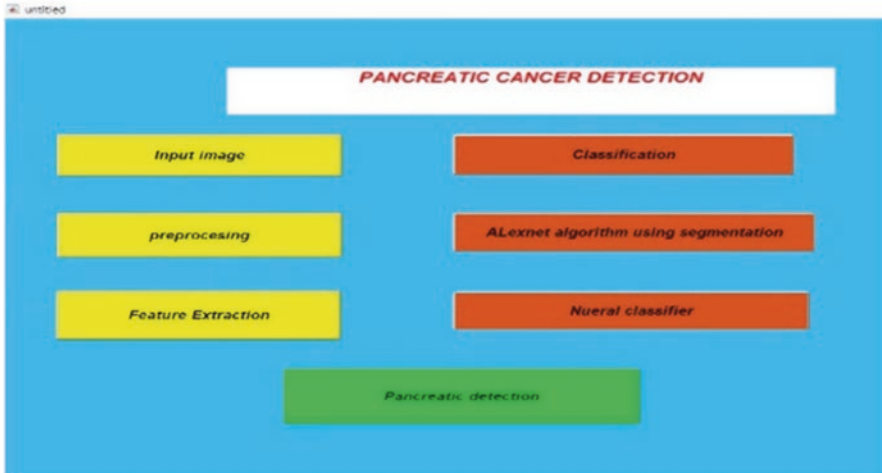 untitled
PANCREATIC CANCER DETECTION
Input image
preprocesing
Feature Extraction
Classification
ALexnet algorithm using segmentation
Nueral classifier
Pancreatic detection